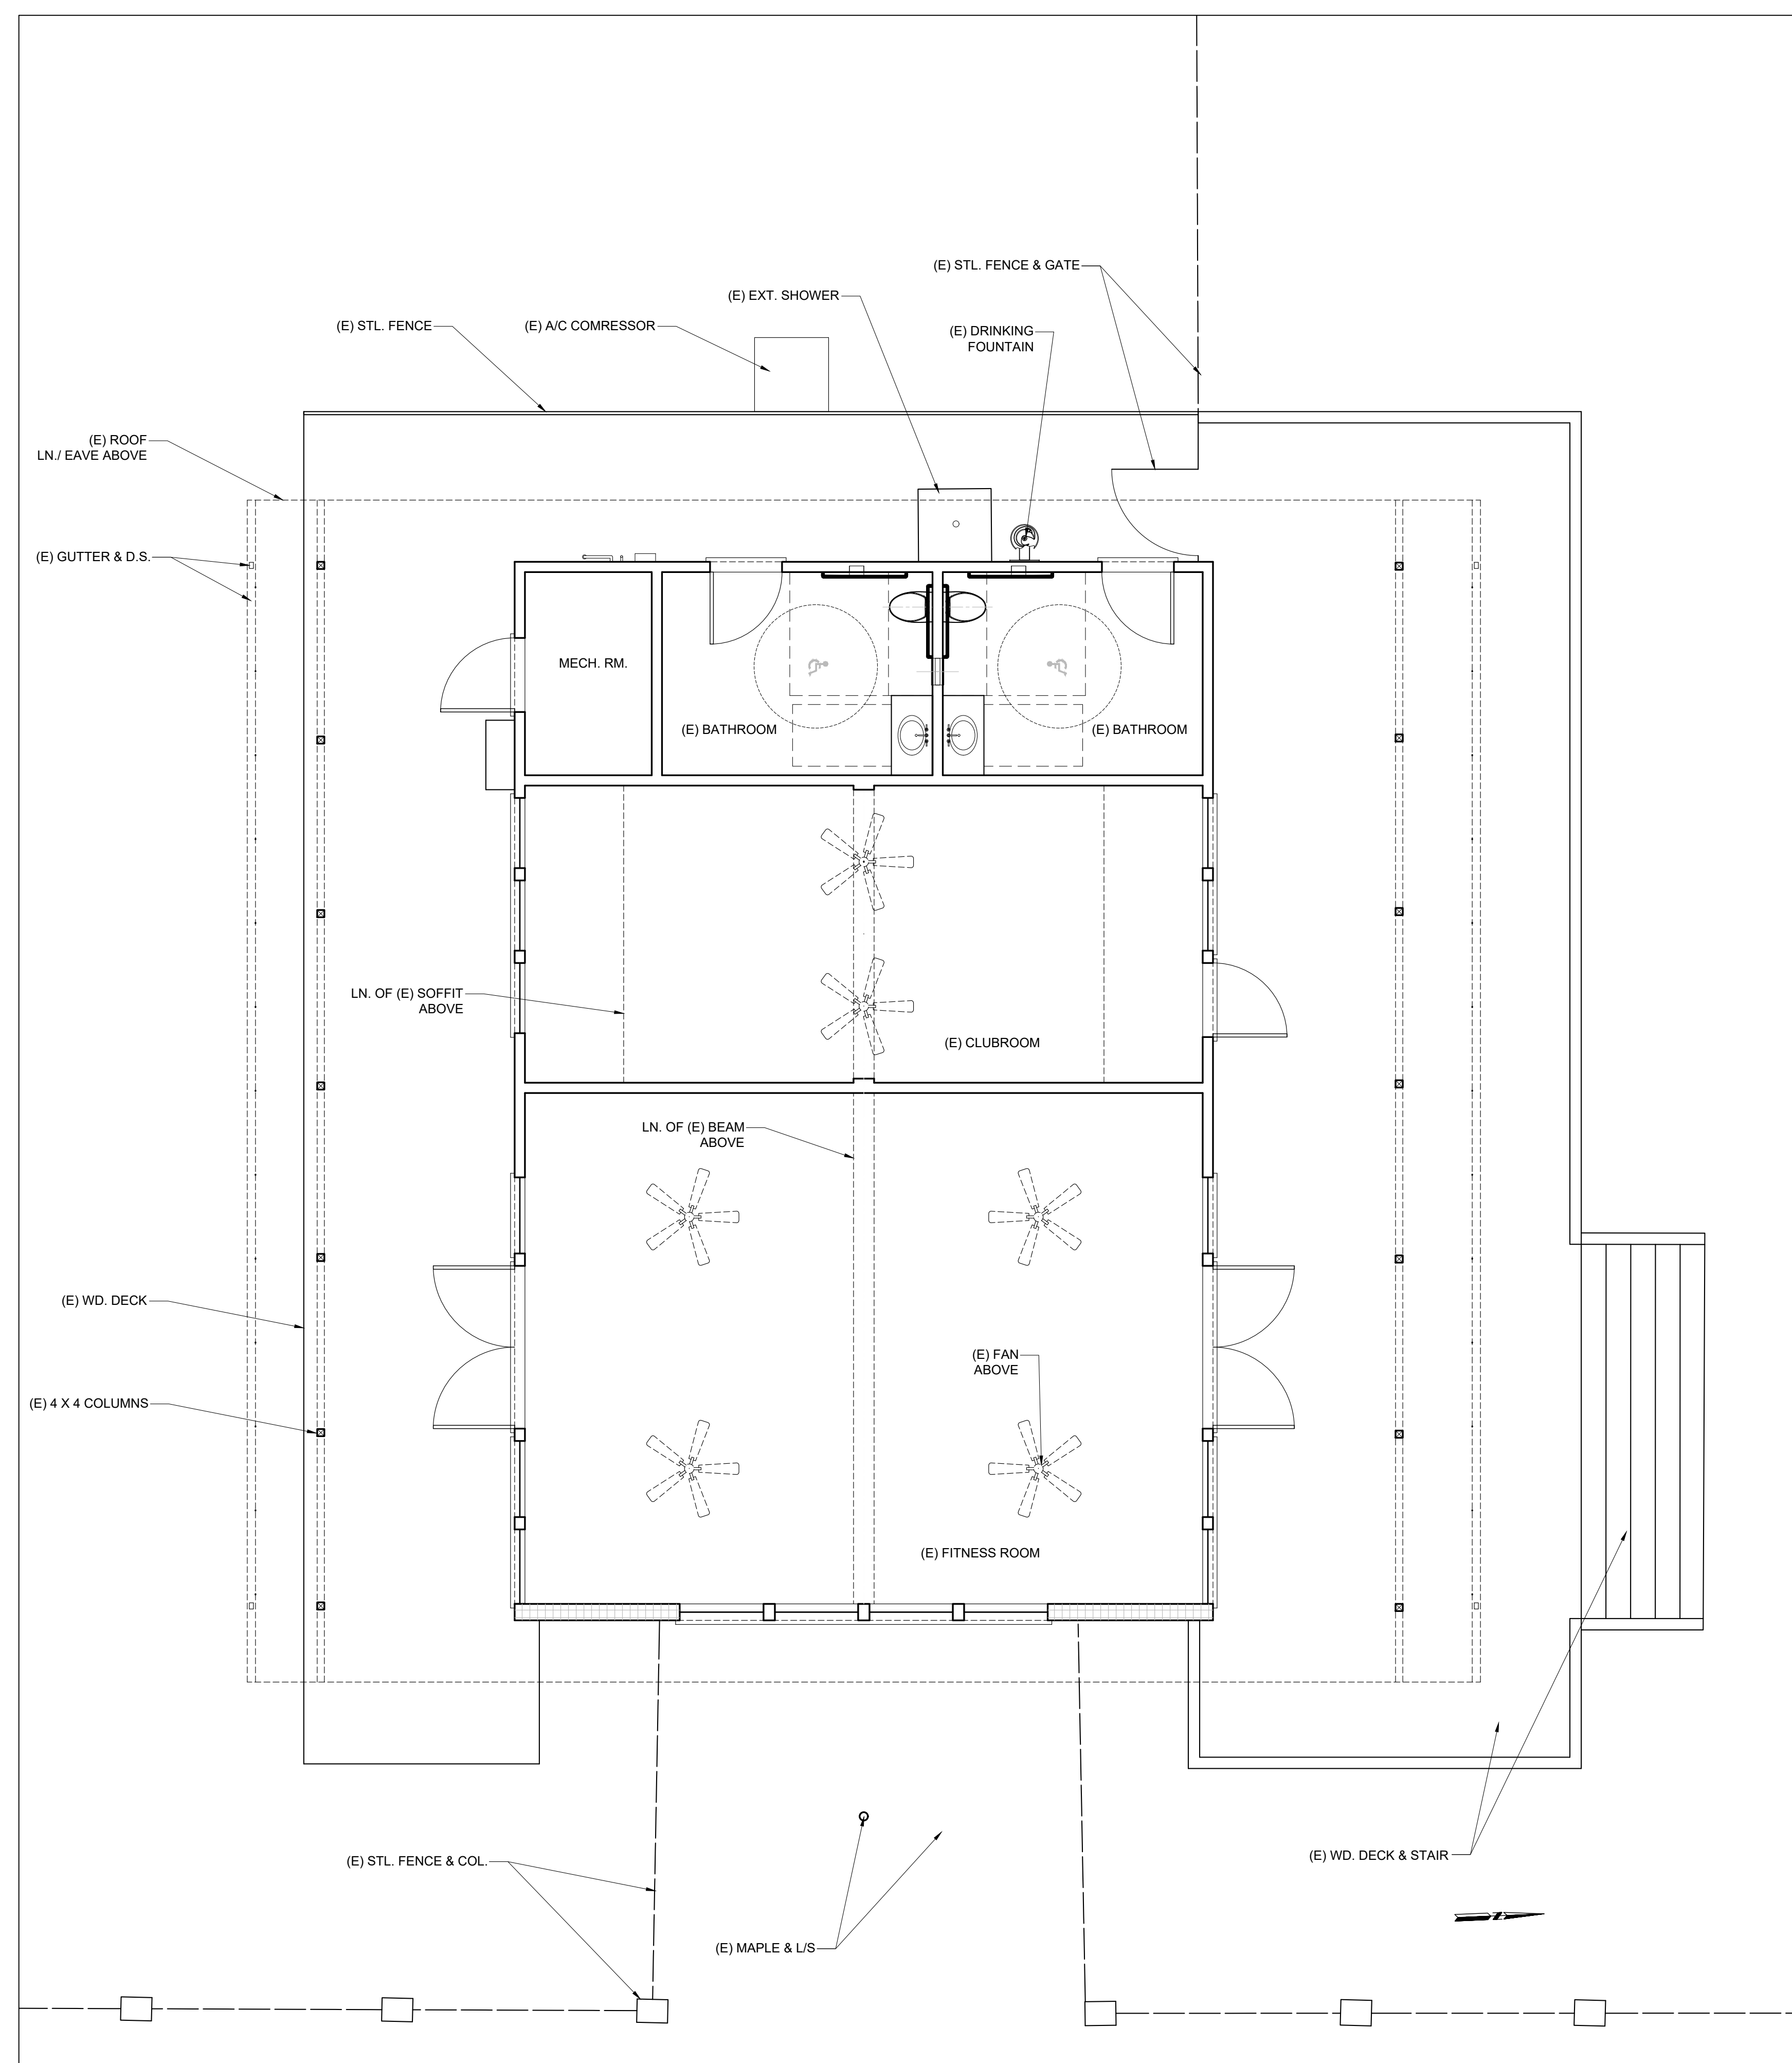 (E) STL. FENCE & GATE
(E) EXT. SHOWER
(E) STL. FENCE
(E) A/C COMRESSOR
(E) DRINKING
FOUNTAIN
(E) ROOF
LN./ EAVE ABOVE
(E) GUTTER & D.S.
MECH. RM.
(E) BATHROOM
(E) BATHROOM
LN. OF (E) SOFFIT
ABOVE
(E) CLUBROOM
LN. OF (E) BEAM
ABOVE
(E) WD. DECK
(E) FAN
ABOVE
(E) 4 X 4 COLUMNS
(E) FITNESS ROOM
(E) STL. FENCE & COL.
(E) WD. DECK & STAIR
(E) MAPLE & L/S